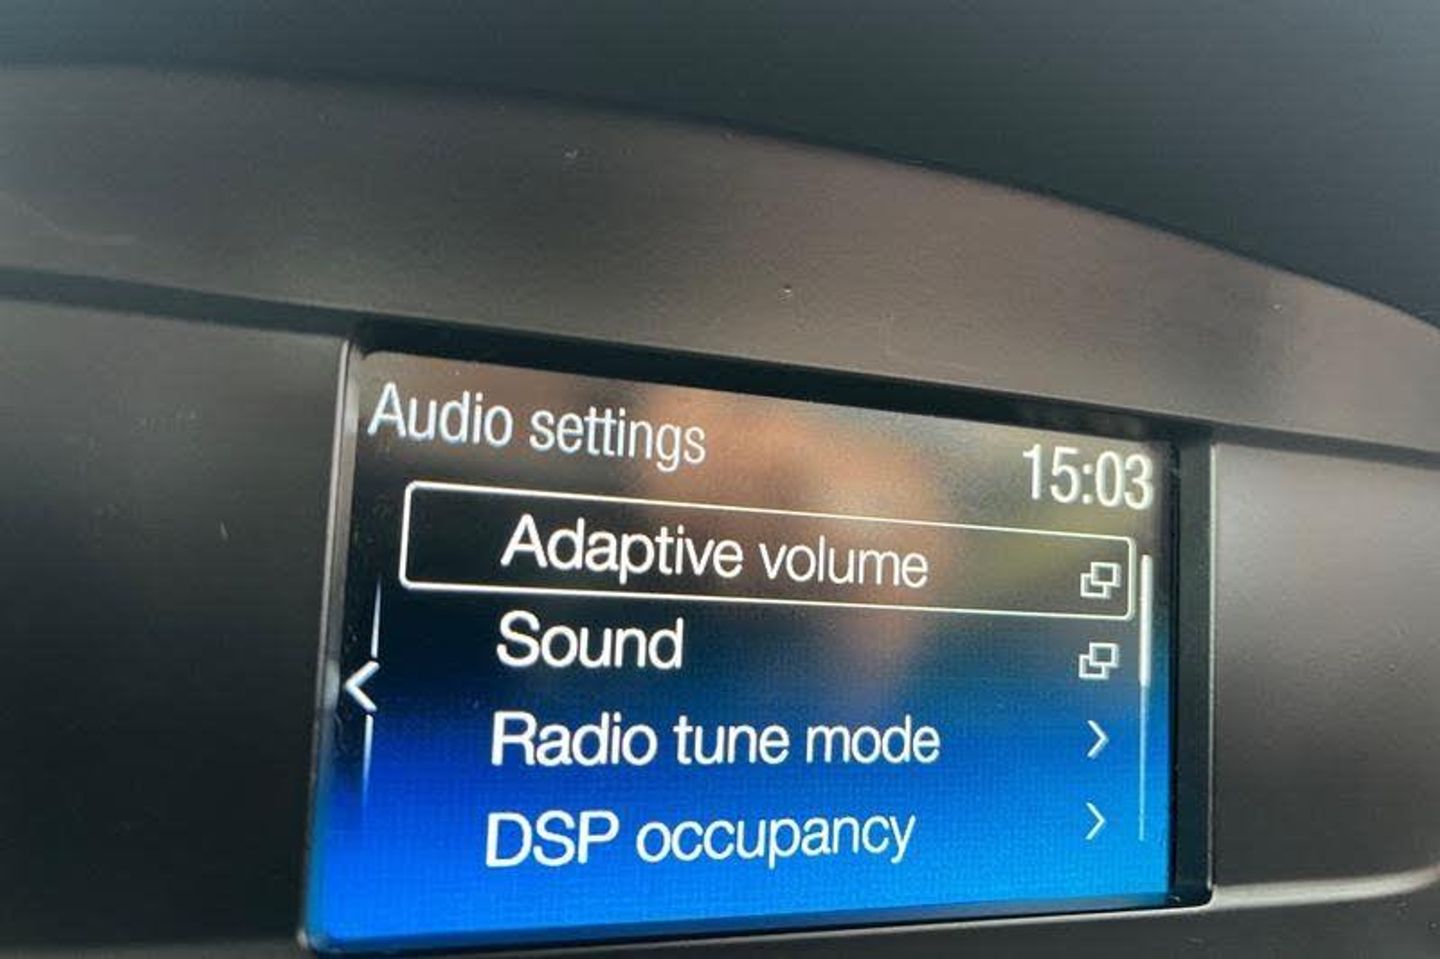 Audio settings
15:03
Adaptive volume
Sound
Radio tune mode
DSP occupancy